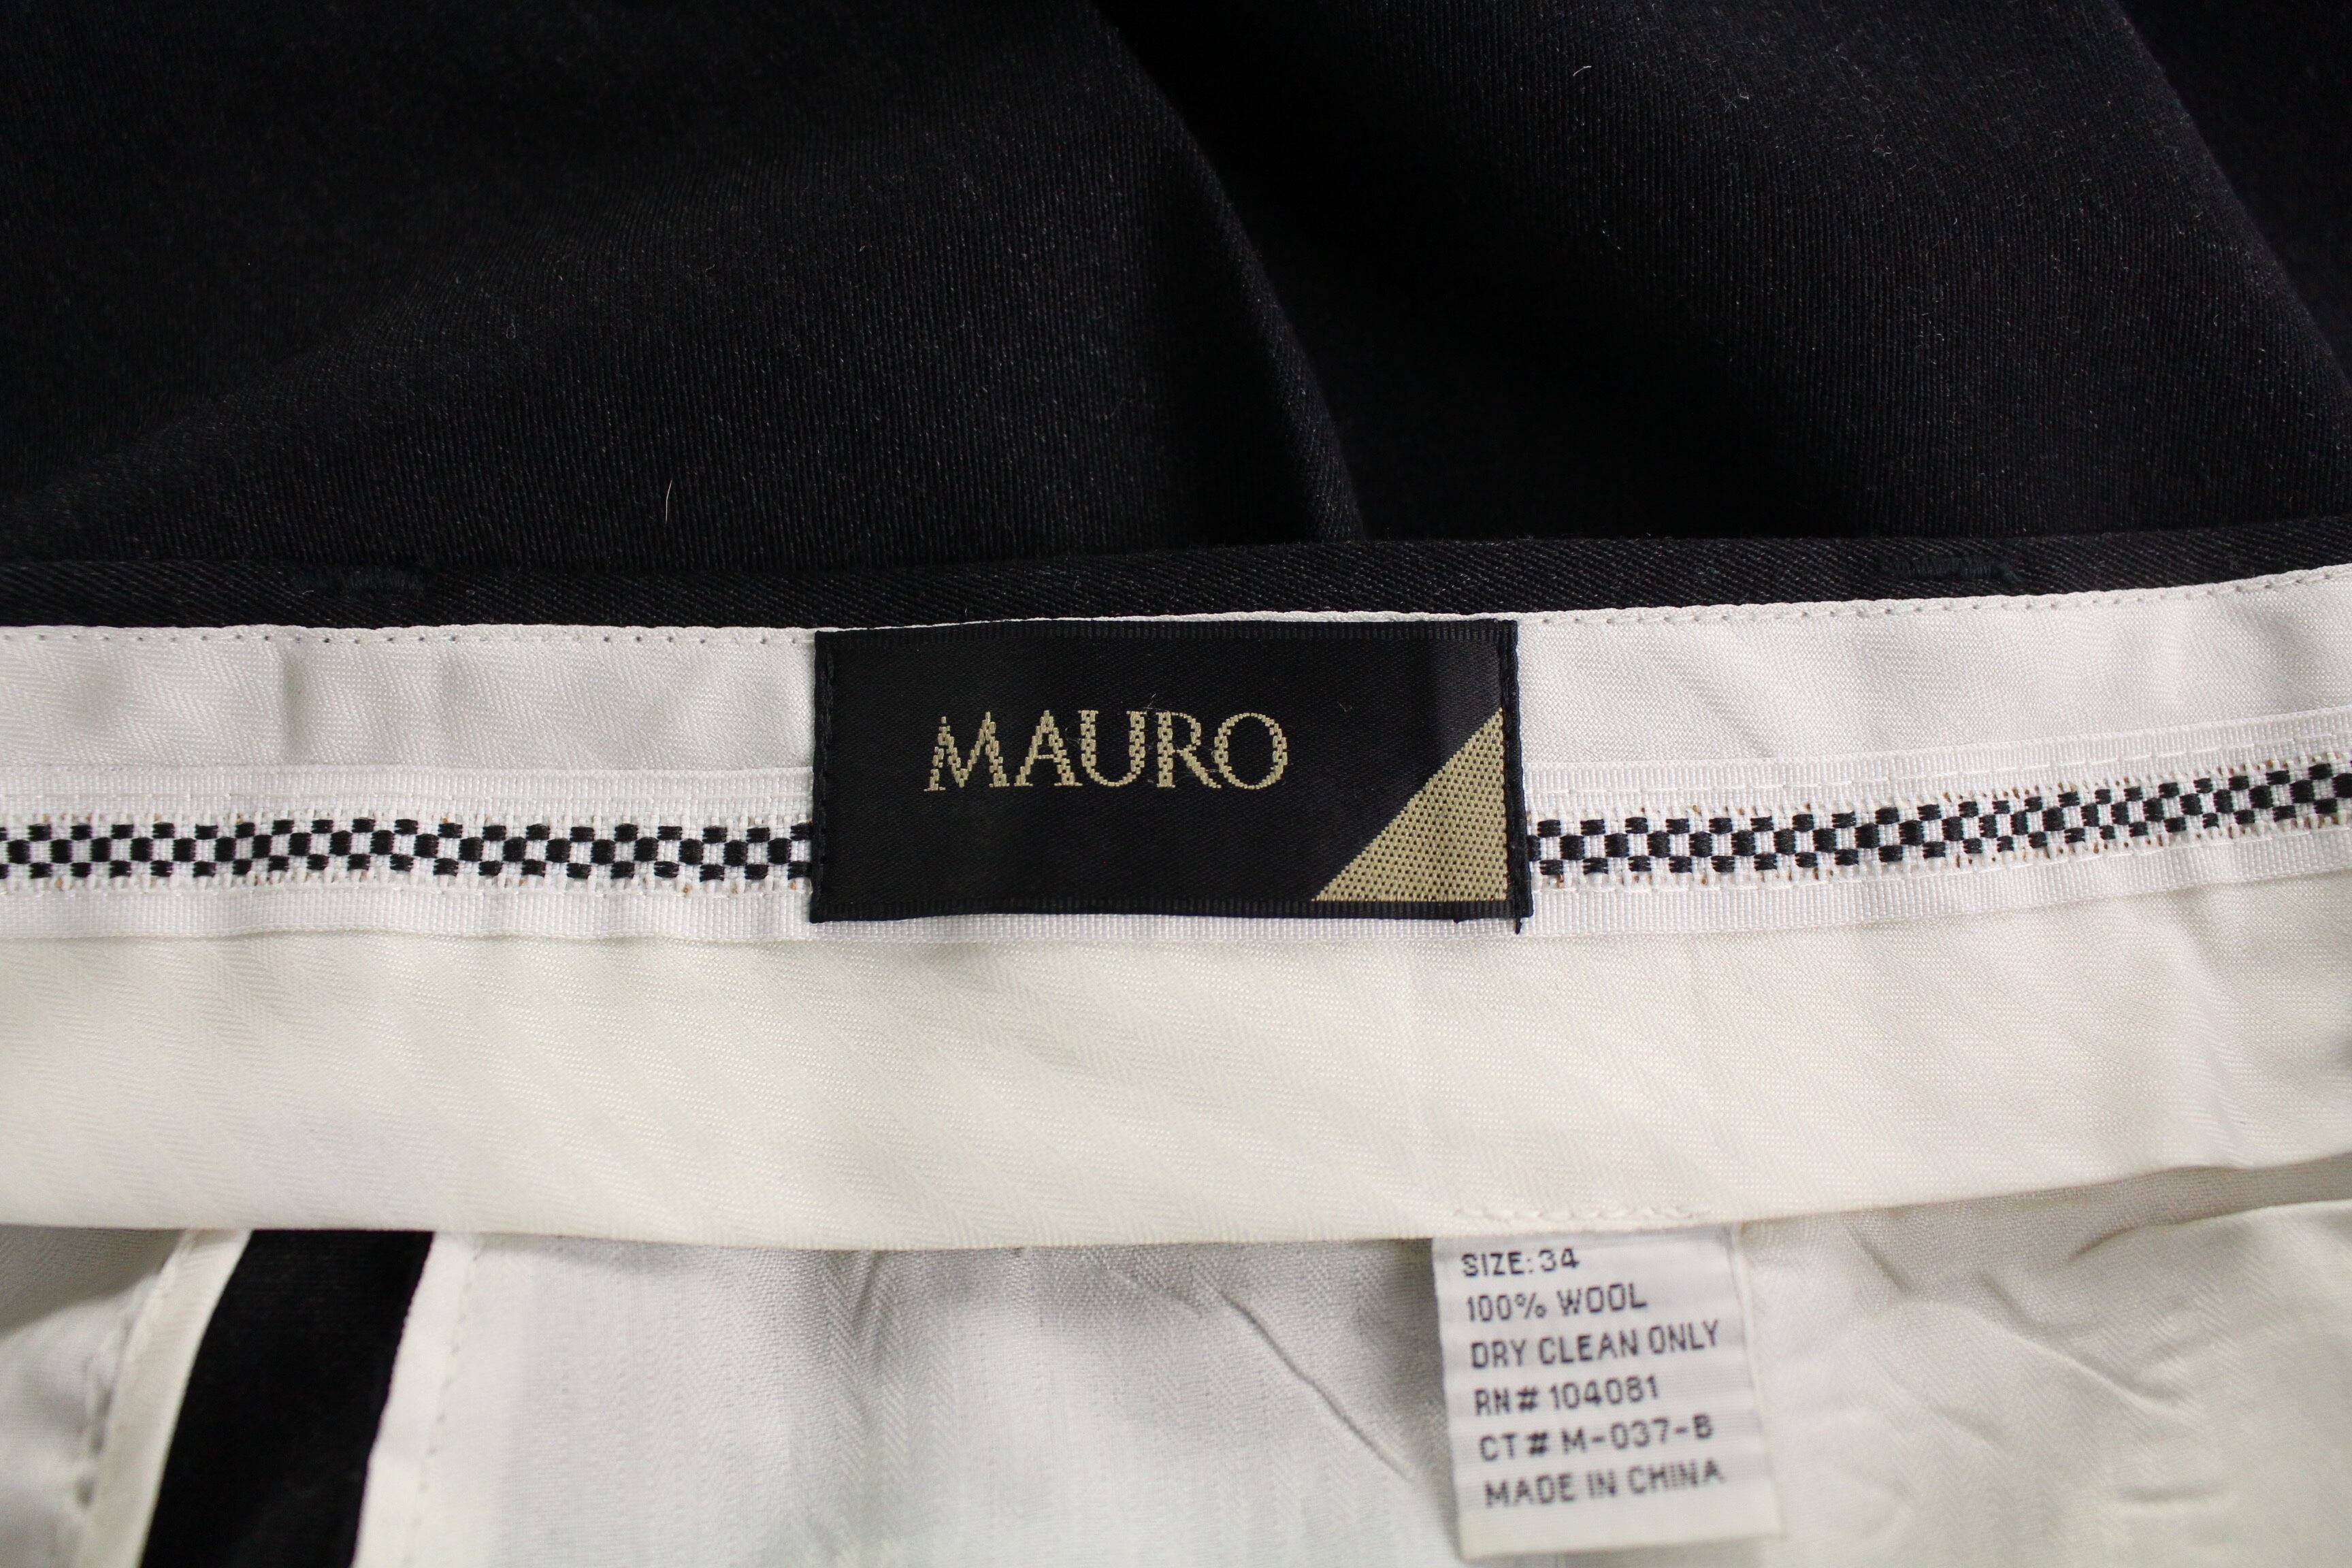 MAURO
SIZE: 34
100% WOOL
DRY CLEAN ONLY
RN# 104081
CT# M-037-B
MADE IN CHINA